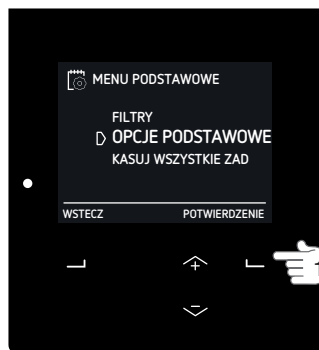 MENU PODSTAWOWE
FILTRY
OPCJE PODSTAWOWE
KASUJ WSZYSTKIE ZAD
WSTECZ POTWIERDZENIE